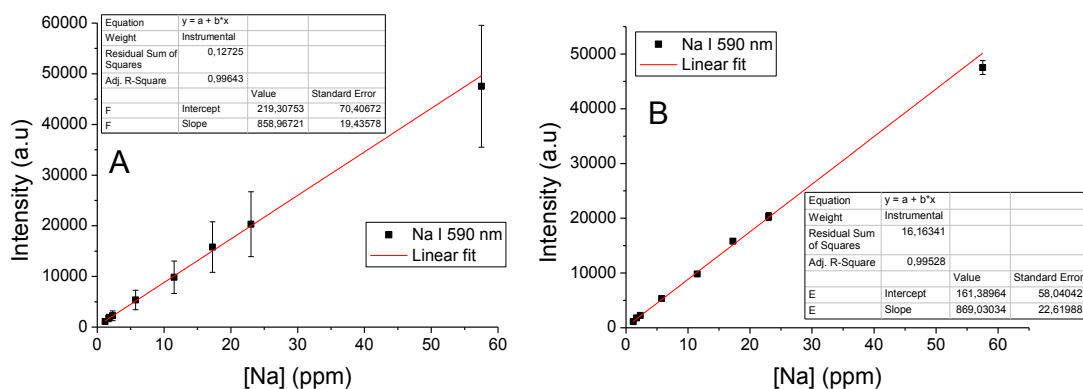 Equation y = a + b*x
Weight Instrumental
Residual Sum of Squares 0,12725
Adj. R-Square 0,99643
Value Standard Error
F Intercept 219,30753 70,40672
F Slope 858,96721 19,43578
A
Na I 590 nm
Linear fit
Intensity (a.u)
60000
50000
40000
30000
20000
10000
0
0 10 20 30 40 50 60
[Na] (ppm)
Na I 590 nm
Linear fit
B
Equation y = a + b*x
Weight Instrumental
Residual Sum of Squares 16,16341
Adj. R-Square 0,99528
Value Standard Error
E Intercept 161,38964 58,04042
E Slope 869,03034 22,61988
Intensity (a.u)
50000
40000
30000
20000
10000
0
0 10 20 30 40 50 60
[Na] (ppm)